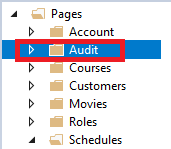 Pages
Account
Audit
Courses
Customers
Movies
Roles
Schedules